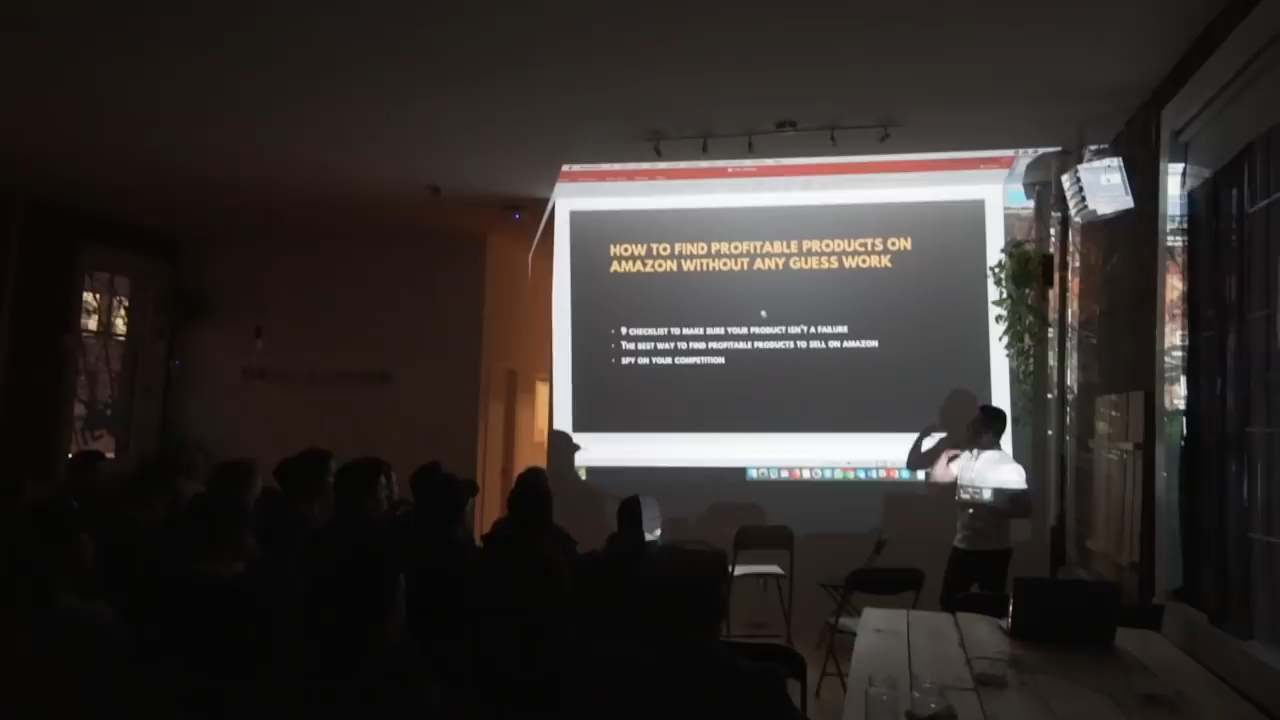 HOW TO FIND PROFITABLE PRODUCTS ON
AMAZON WITHOUT ANY GUESS WORK
• 9 CHECKLIST TO MAKE SURE YOUR PRODUCT ISN'T A FAILURE
• THE BEST WAY TO FIND PROFITABLE PRODUCTS TO SELL ON AMAZON
• SPY ON YOUR COMPETITION